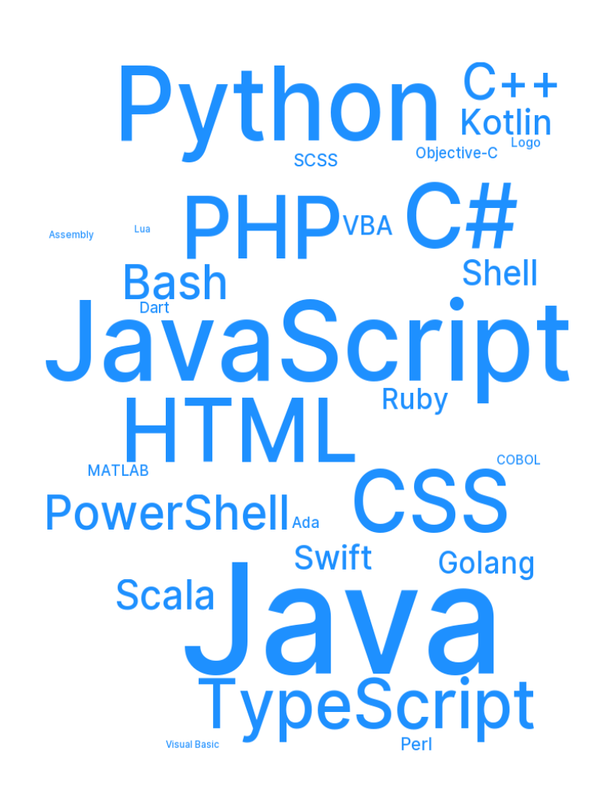 Python
C++
Kotlin
Logo
Objective-C
SCSS
PHP
VBA
C#
Assembly
Lua
Bash
Shell
Dart
JavaScript
Ruby
HTML
COBOL
MATLAB
CSS
PowerShell
Ada
Swift
Golang
Scala
Java
TypeScript
Visual Basic
Perl